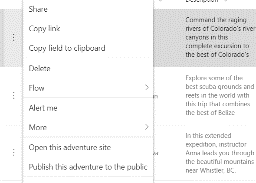 Description
Share
Copy link
Copy field to clipboard
Delete
Flow
Alert me
More
Open this adventure site
Publish this adventure to the public
Command the raging
rivers of Colorado's river
canyons in this
complete excursion to
the best of Colorado's
Explore some of the
best scuba grounds and
reefs in the world with
this trip that combines
the best of Belize
In this extended
expedition, instructor
Anna leads you through
the beautiful mountains
near Whistler, BC.